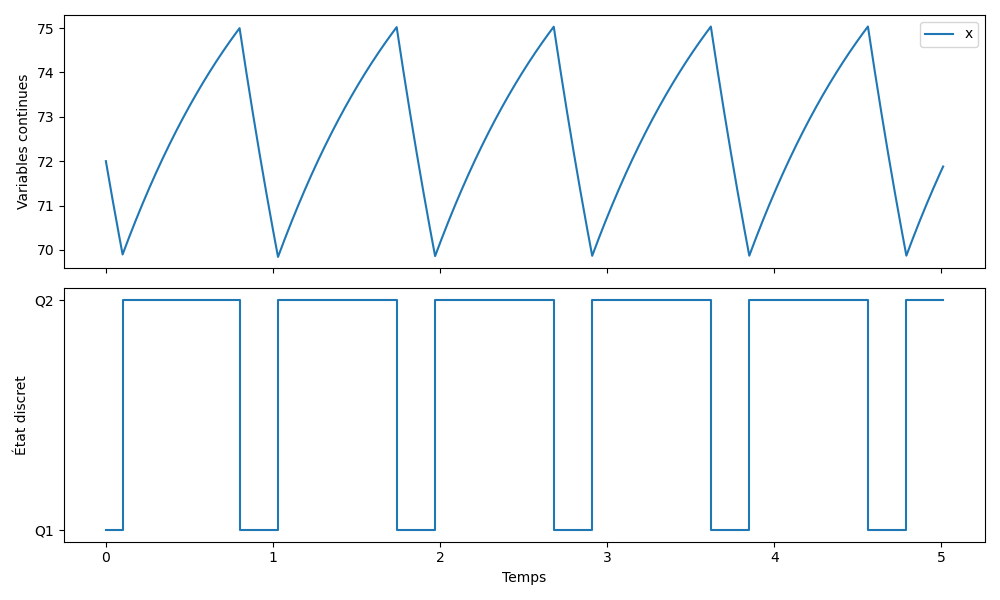 75
74
73
72
71
70
Variables continues
x
Q2
Q1
État discret
0
1
2
3
4
5
Temps